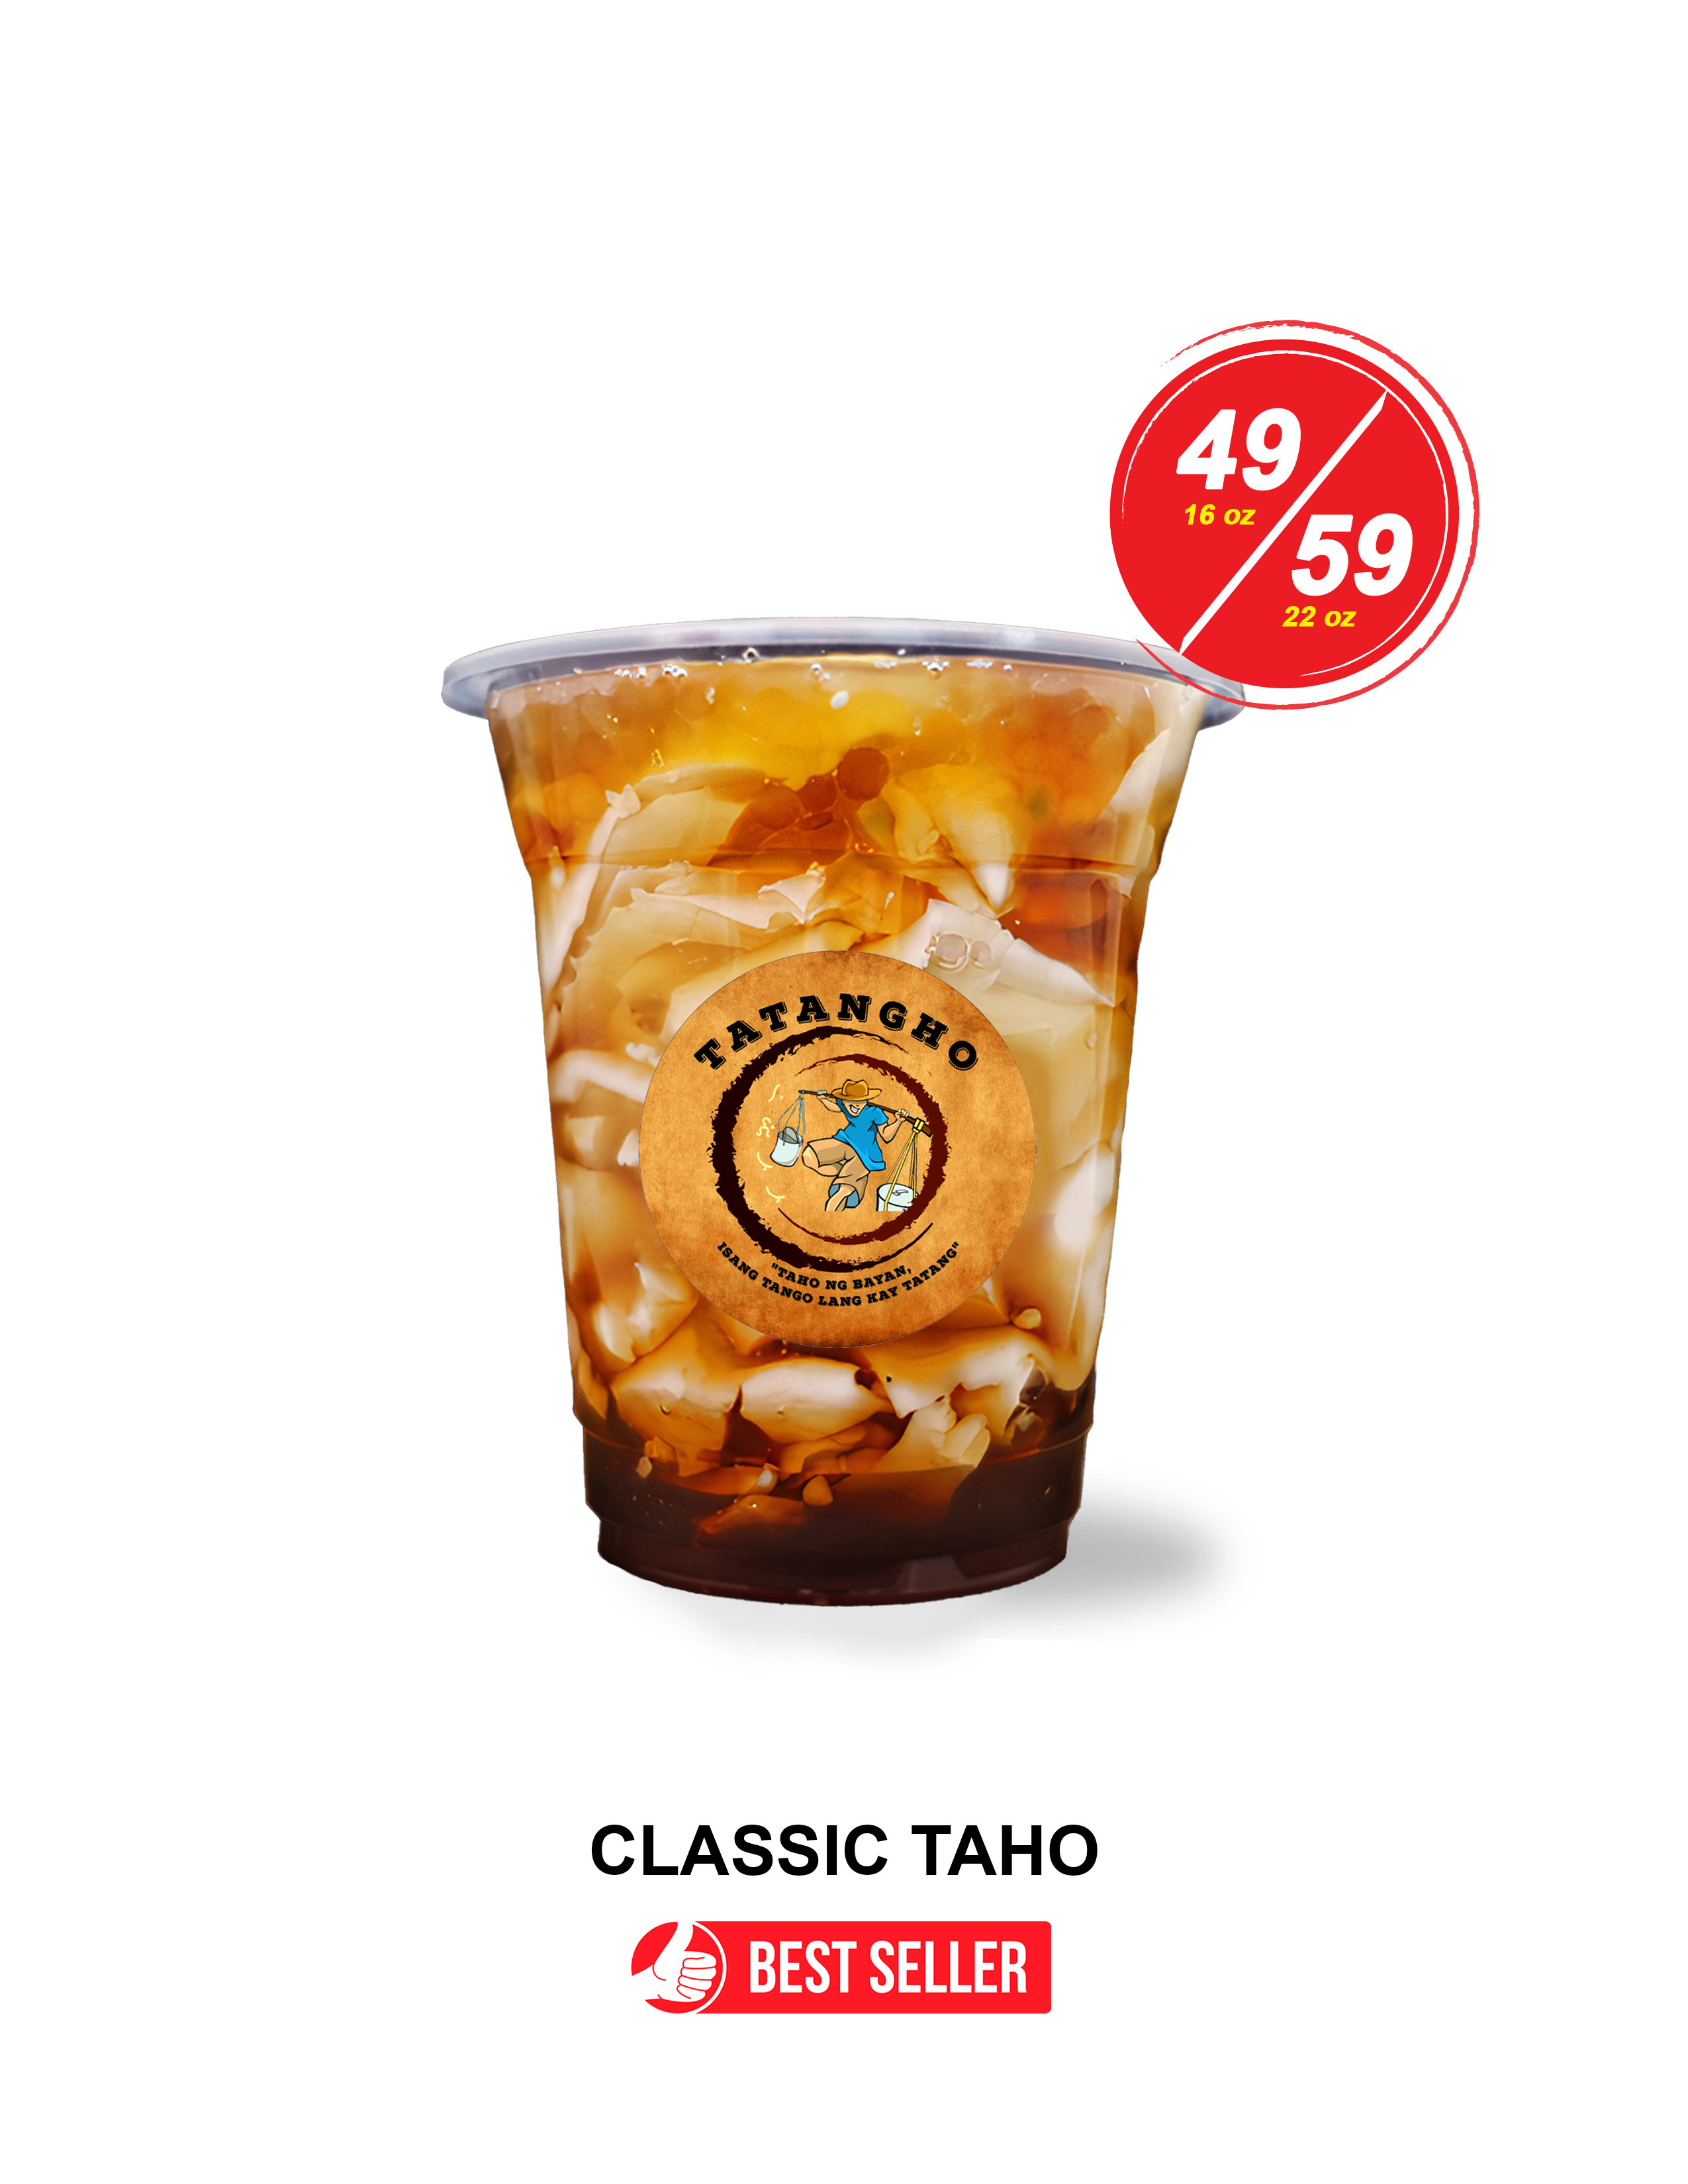 49
16 oz
59
22 oz
TATANGHO
"TAHO NG BAYAN,
ISANG TANGO LANG KAY TATANG"
CLASSIC TAHO
BEST SELLER